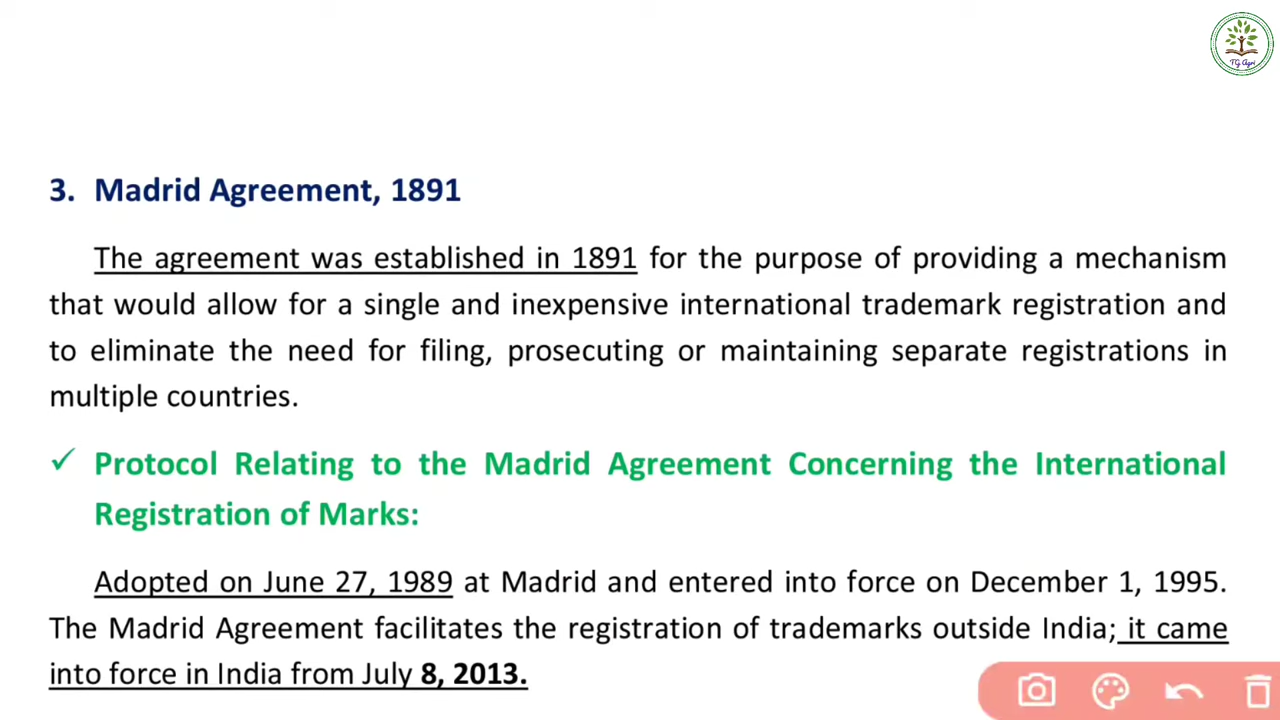 TG Agri
3. Madrid Agreement, 1891
The agreement was established in 1891 for the purpose of providing a mechanism
that would allow for a single and inexpensive international trademark registration and
to eliminate the need for filing, prosecuting or maintaining separate registrations in
multiple countries.
✓ Protocol Relating to the Madrid Agreement Concerning the International
Registration of Marks:
Adopted on June 27, 1989 at Madrid and entered into force on December 1, 1995.
The Madrid Agreement facilitates the registration of trademarks outside India; it came
into force in India from July 8, 2013.